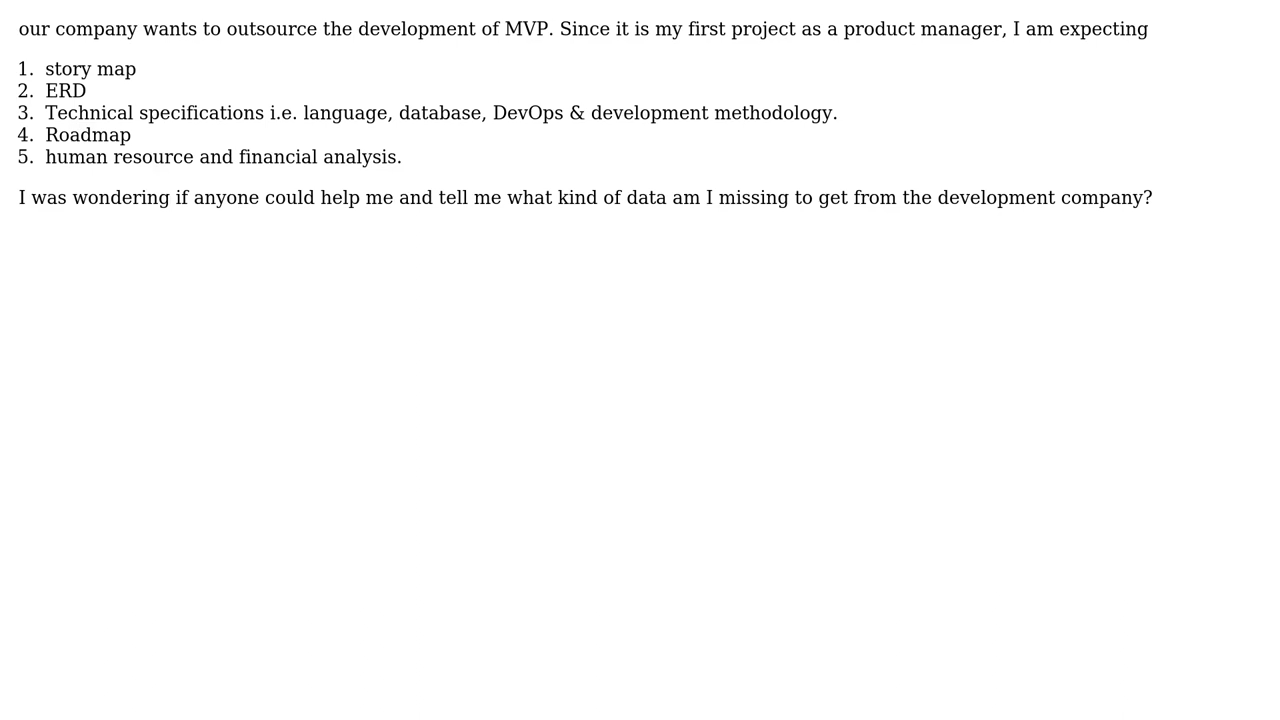 our company wants to outsource the development of MVP. Since it is my first project as a product manager, I am expecting
1. story map
2. ERD
3. Technical specifications i.e. language, database, DevOps & development methodology.
4. Roadmap
5. human resource and financial analysis.
I was wondering if anyone could help me and tell me what kind of data am I missing to get from the development company?